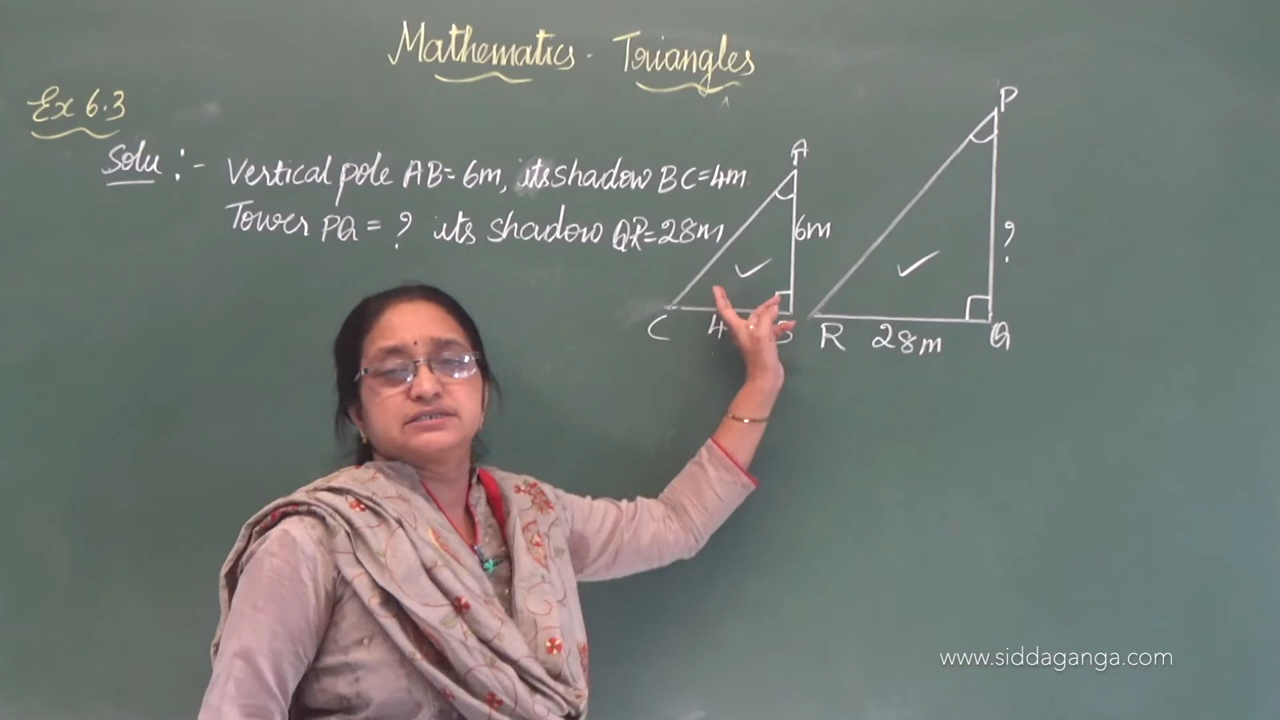 Mathematics - Triangles
Ex 6.3
Solu :- Vertical pole AB = 6m, its shadow BC = 4m
Tower PQ = ? its shadow QR = 28m
A
P
6m
?
C
4
B
R
28m
Q
www.siddaganga.com